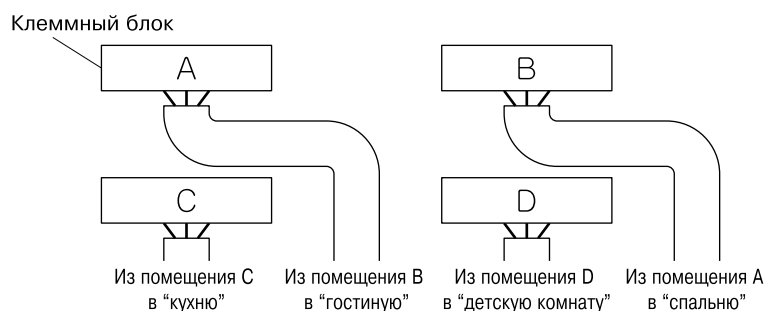 Клеммный блок
A
B
C
D
Из помещения C
в “кухню”
Из помещения B
в “гостиную”
Из помещения D
в “детскую комнату”
Из помещения A
в “спальню”